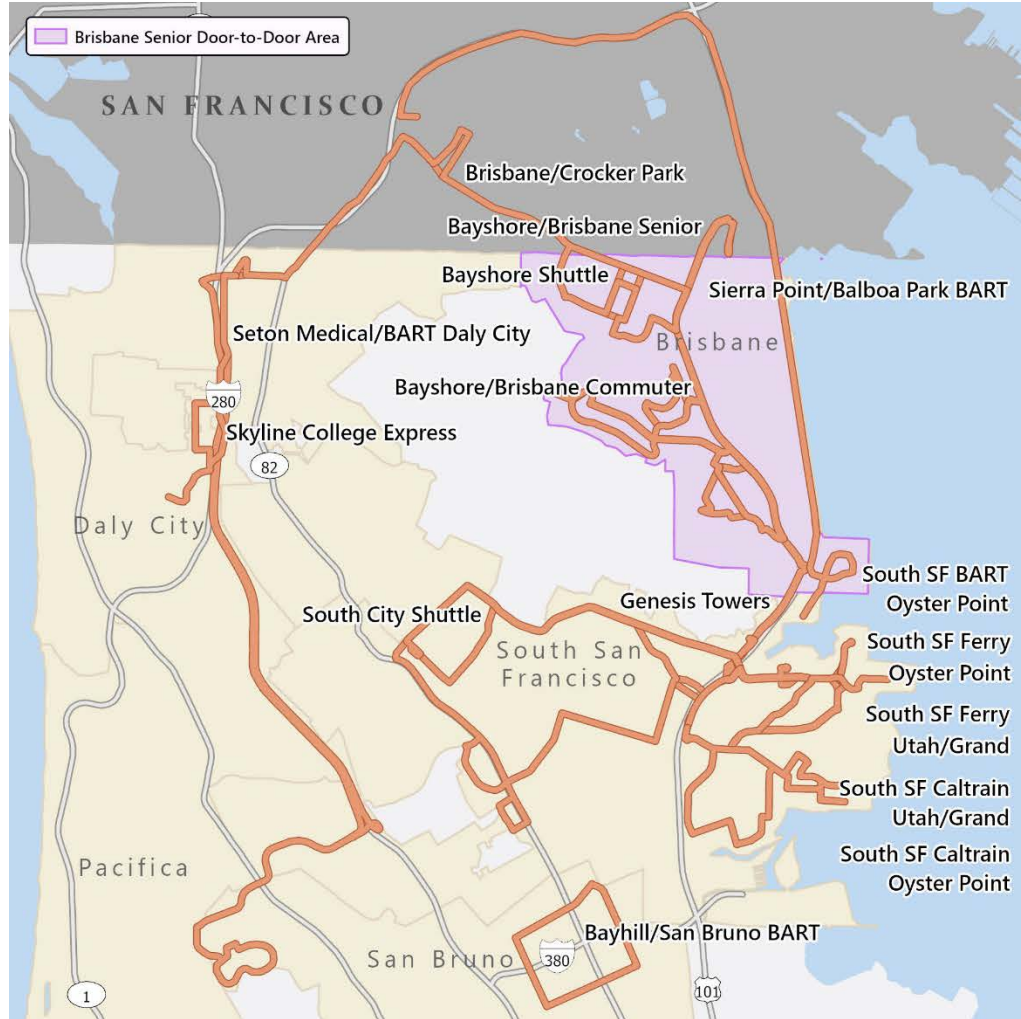 Brisbane Senior Door-to-Door Area
SAN FRANCISCO
Brisbane/Crocker Park
Bayshore/Brisbane Senior
Bayshore Shuttle
Sierra Point/Balboa Park BART
Seton Medical/BART Daly City
Brisbane
Bayshore/Brisbane Commuter
280
Skyline College Express
82
Daly City
South SF BART
Oyster Point
Genesis Towers
South City Shuttle
South San
Francisco
South SF Ferry
Oyster Point
South SF Ferry
Utah/Grand
South SF Caltrain
Utah/Grand
South SF Caltrain
Oyster Point
Pacifica
Bayhill/San Bruno BART
San Bruno
380
1
101